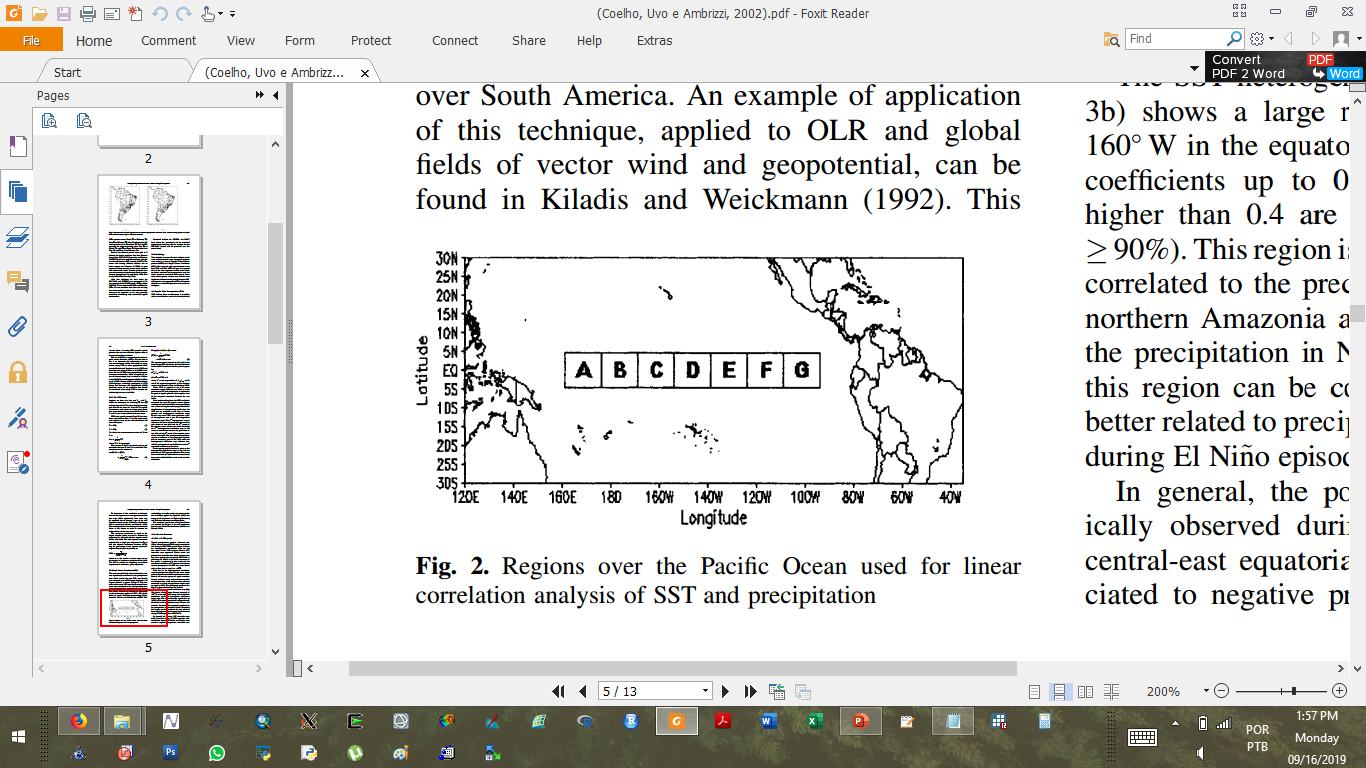 (Coelho, Uvo e Ambrizzi, 2002).pdf - Foxit Reader
File Home Comment View Form Protect Connect Share Help Extras
Find
Start
(Coelho, Uvo e Ambrizz...
Convert PDF
PDF 2 Word Word
Pages
2
3
4
5
over South America. An example of application
of this technique, applied to OLR and global
fields of vector wind and geopotential, can be
found in Kiladis and Weickmann (1992). This
30N
25N
20N
15N
10N
5N
EQ
5S
10S
15S
20S
25S
30S
Latitude
A B C D E F G
120E 140E 160E 180 160W 140W 120W 100W 80W 60W 40W
Longitude
Fig. 2. Regions over the Pacific Ocean used for linear
correlation analysis of SST and precipitation
3b) shows a large
160° W in the
coefficients up to
higher than 0.4 are
≥ 90%). This region
correlated to the
northern Amazonia
the precipitation in
this region can be
better related to
during El Niño
In general, the
ically observed
central-east
ciated to negative
5 / 13
200%
POR
PTB
1:57 PM
Monday
09/16/2019